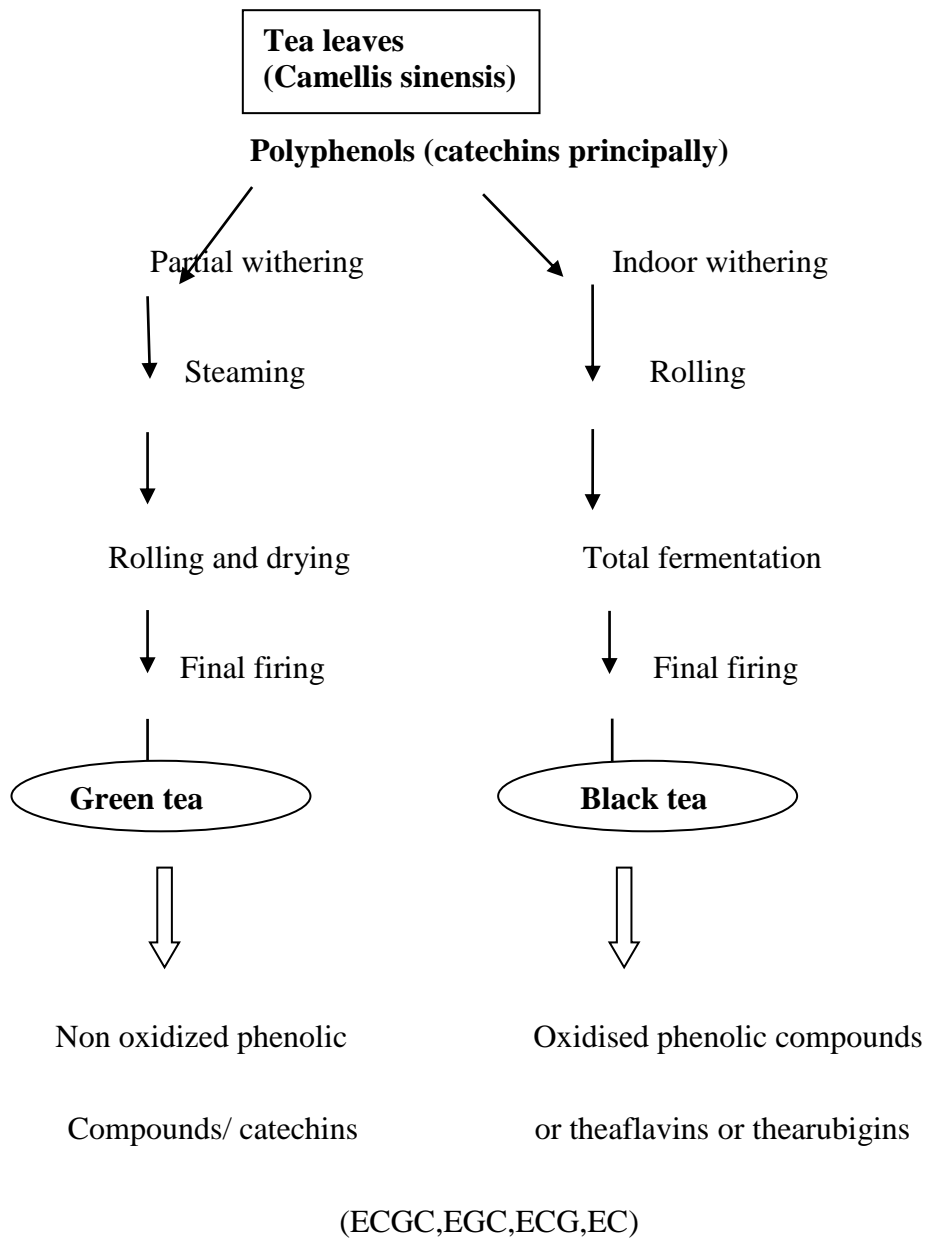 Tea leaves
(Camellis sinensis)
Polyphenols (catechins principally)
Partial withering
Indoor withering
Steaming
Rolling
Rolling and drying
Total fermentation
Final firing
Final firing
Green tea
Black tea
Non oxidized phenolic
Oxidised phenolic compounds
Compounds/ catechins
or theaflavins or thearubigins
(ECGC,EGC,ECG,EC)